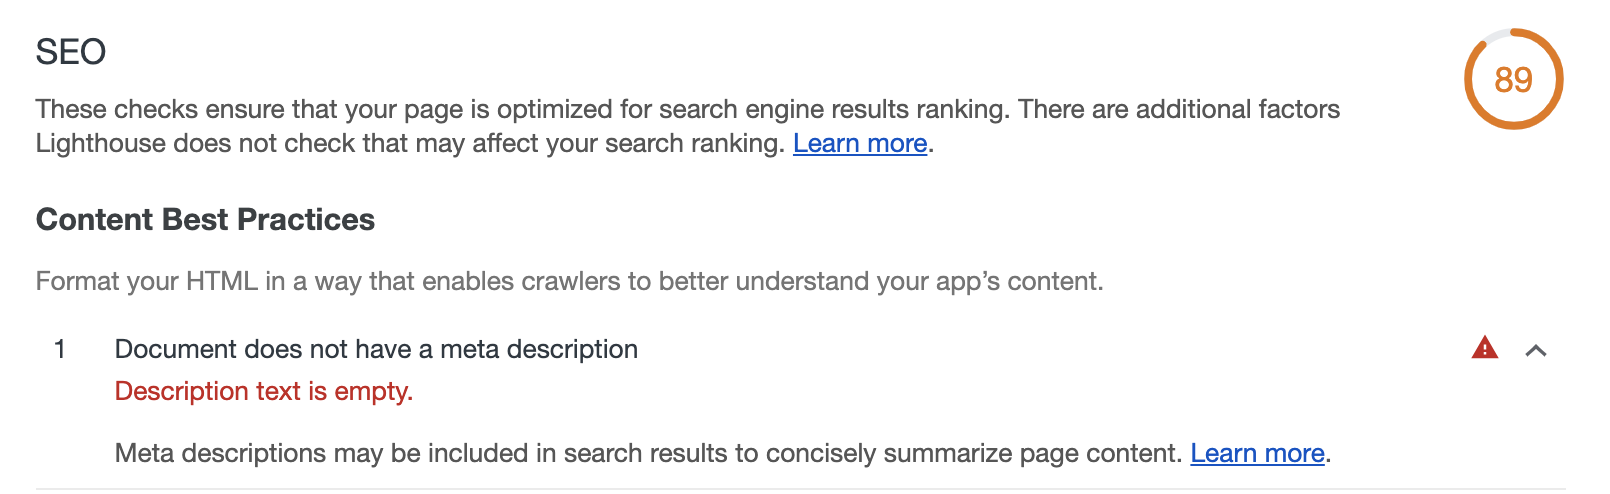 SEO
89
These checks ensure that your page is optimized for search engine results ranking. There are additional factors
Lighthouse does not check that may affect your search ranking. Learn more.
Content Best Practices
Format your HTML in a way that enables crawlers to better understand your app’s content.
1 Document does not have a meta description
Description text is empty.
Meta descriptions may be included in search results to concisely summarize page content. Learn more.